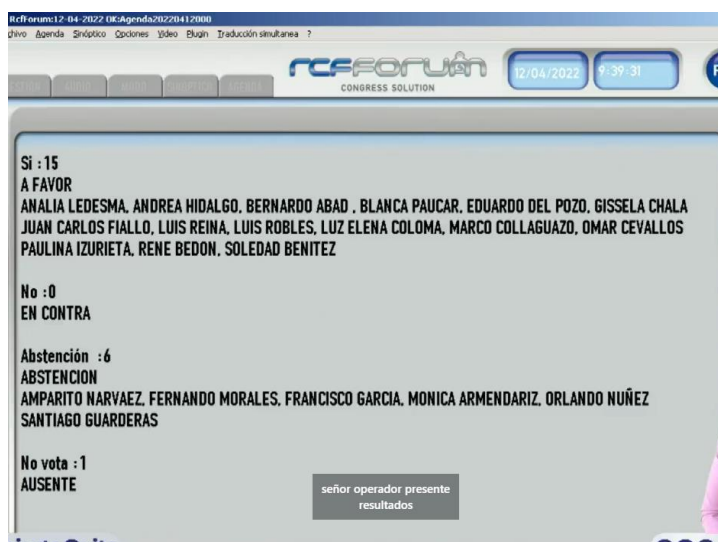 RcfForum:12-04-2022 OK:Agenda20220412000
chivo Agenda Sinóptico Opciones Video Plugin Traducción simultanea ?
rcfforum
CONGRESS SOLUTION
12/04/2022 9:39:31
AUDIO AGENDA
Si :15
A FAVOR
ANALIA LEDESMA, ANDREA HIDALGO, BERNARDO ABAD , BLANCA PAUCAR, EDUARDO DEL POZO, GISSELA CHALA
JUAN CARLOS FIALLO, LUIS REINA, LUIS ROBLES, LUZ ELENA COLOMA, MARCO COLLAGUAZO, OMAR CEVALLOS
PAULINA IZURIETA, RENE BEDON, SOLEDAD BENITEZ
No :0
EN CONTRA
Abstención :6
ABSTENCION
AMPARITO NARVAEZ, FERNANDO MORALES, FRANCISCO GARCIA, MONICA ARMENDARIZ, ORLANDO NUÑEZ
SANTIAGO GUARDERAS
No vota :1
AUSENTE
señor operador presente
resultados